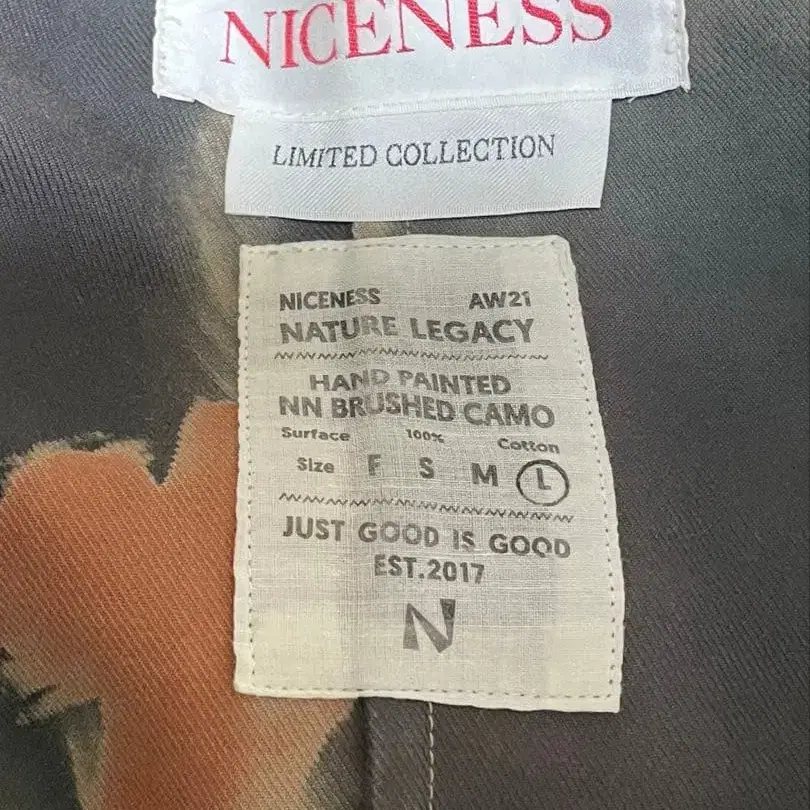 NICENESS
LIMITED COLLECTION
NICENESS AW21
NATURE LEGACY
HAND PAINTED
NN BRUSHED CAMO
Surface 100% Cotton
Size F S M L
JUST GOOD IS GOOD
EST.2017
N